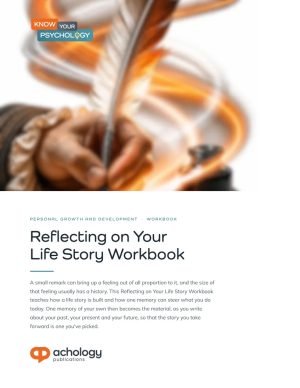 KNOW YOUR
PSYCHOLOGY
PERSONAL GROWTH AND DEVELOPMENT · WORKBOOK
Reflecting on Your
Life Story Workbook
A small remark can bring up a feeling out of all proportion to it, and the size of
that feeling usually has a history. This Reflecting on Your Life Story Workbook
teaches how a life story is built and how one memory can steer what you do
today. One memory of your own then becomes the material, as you write
about your past, your present and your future, so that the story you take
forward is one you've picked.
achology
publications